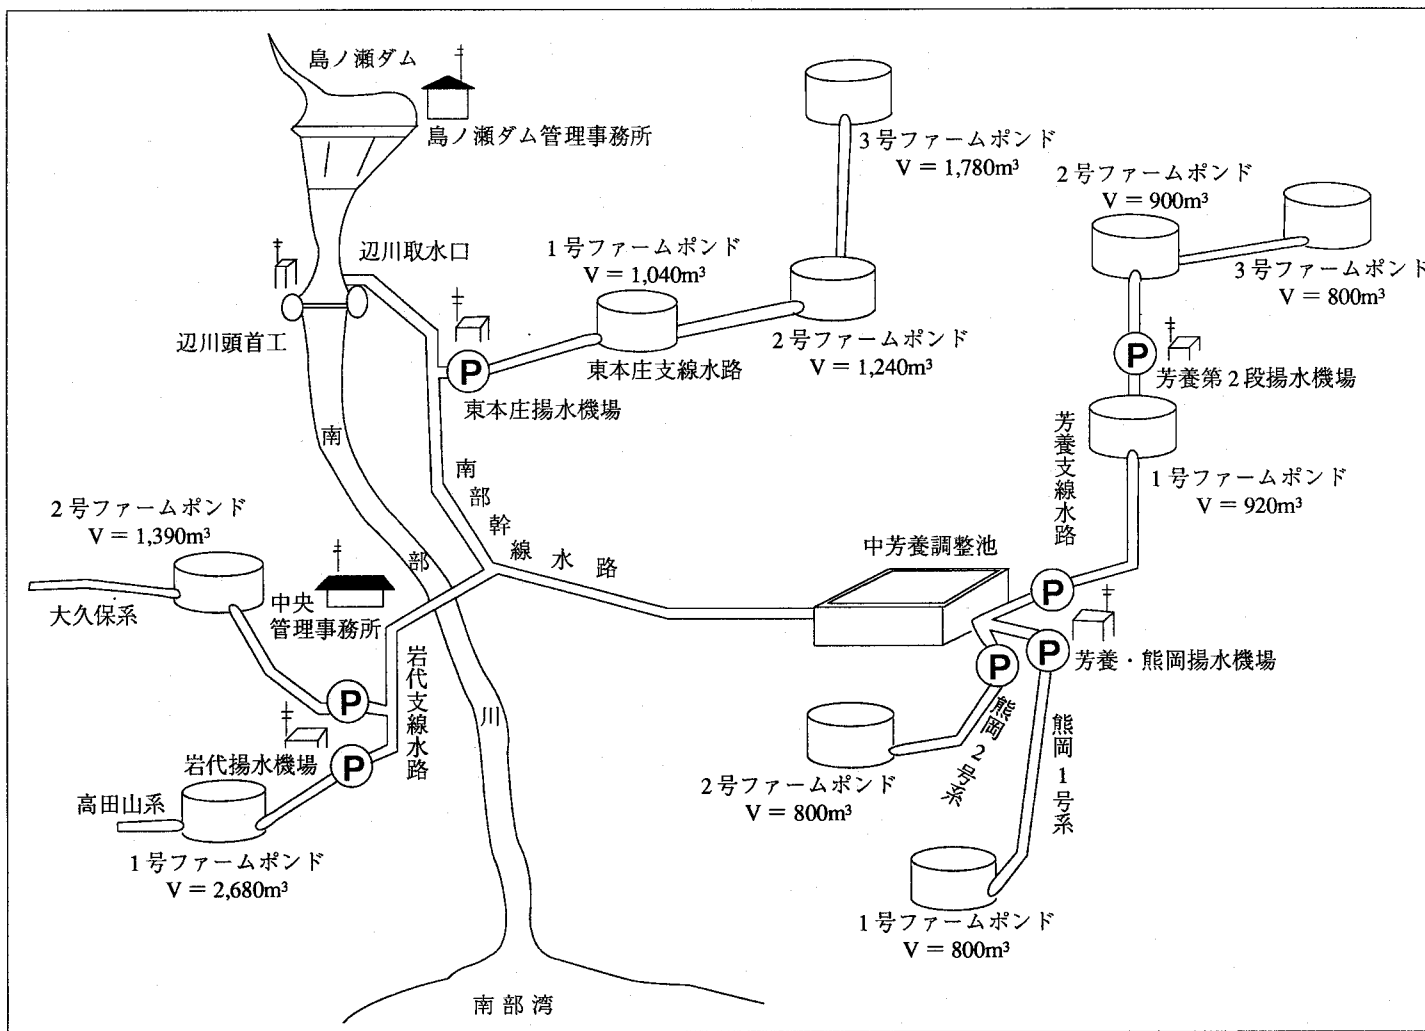 島ノ瀬ダム
島ノ瀬ダム管理事務所
3号ファームポンド
V = 1,780m³
2号ファームポンド
V = 900m³
3号ファームポンド
V = 800m³
辺川取水口
1号ファームポンド
V = 1,040m³
辺川頭首工
P
東本庄揚水機場
東本庄支線水路
2号ファームポンド
V = 1,240m³
P
芳養第2段揚水機場
芳養支線水路
1号ファームポンド
V = 920m³
南部川
南部幹線水路
2号ファームポンド
V = 1,390m³
大久保系
中央
管理事務所
中芳養調整池
P
P
P
芳養・熊岡揚水機場
岩代支線水路
P
岩代揚水機場
P
高田山系
1号ファームポンド
V = 2,680m³
熊岡2号系
熊岡1号系
2号ファームポンド
V = 800m³
1号ファームポンド
V = 800m³
南部湾